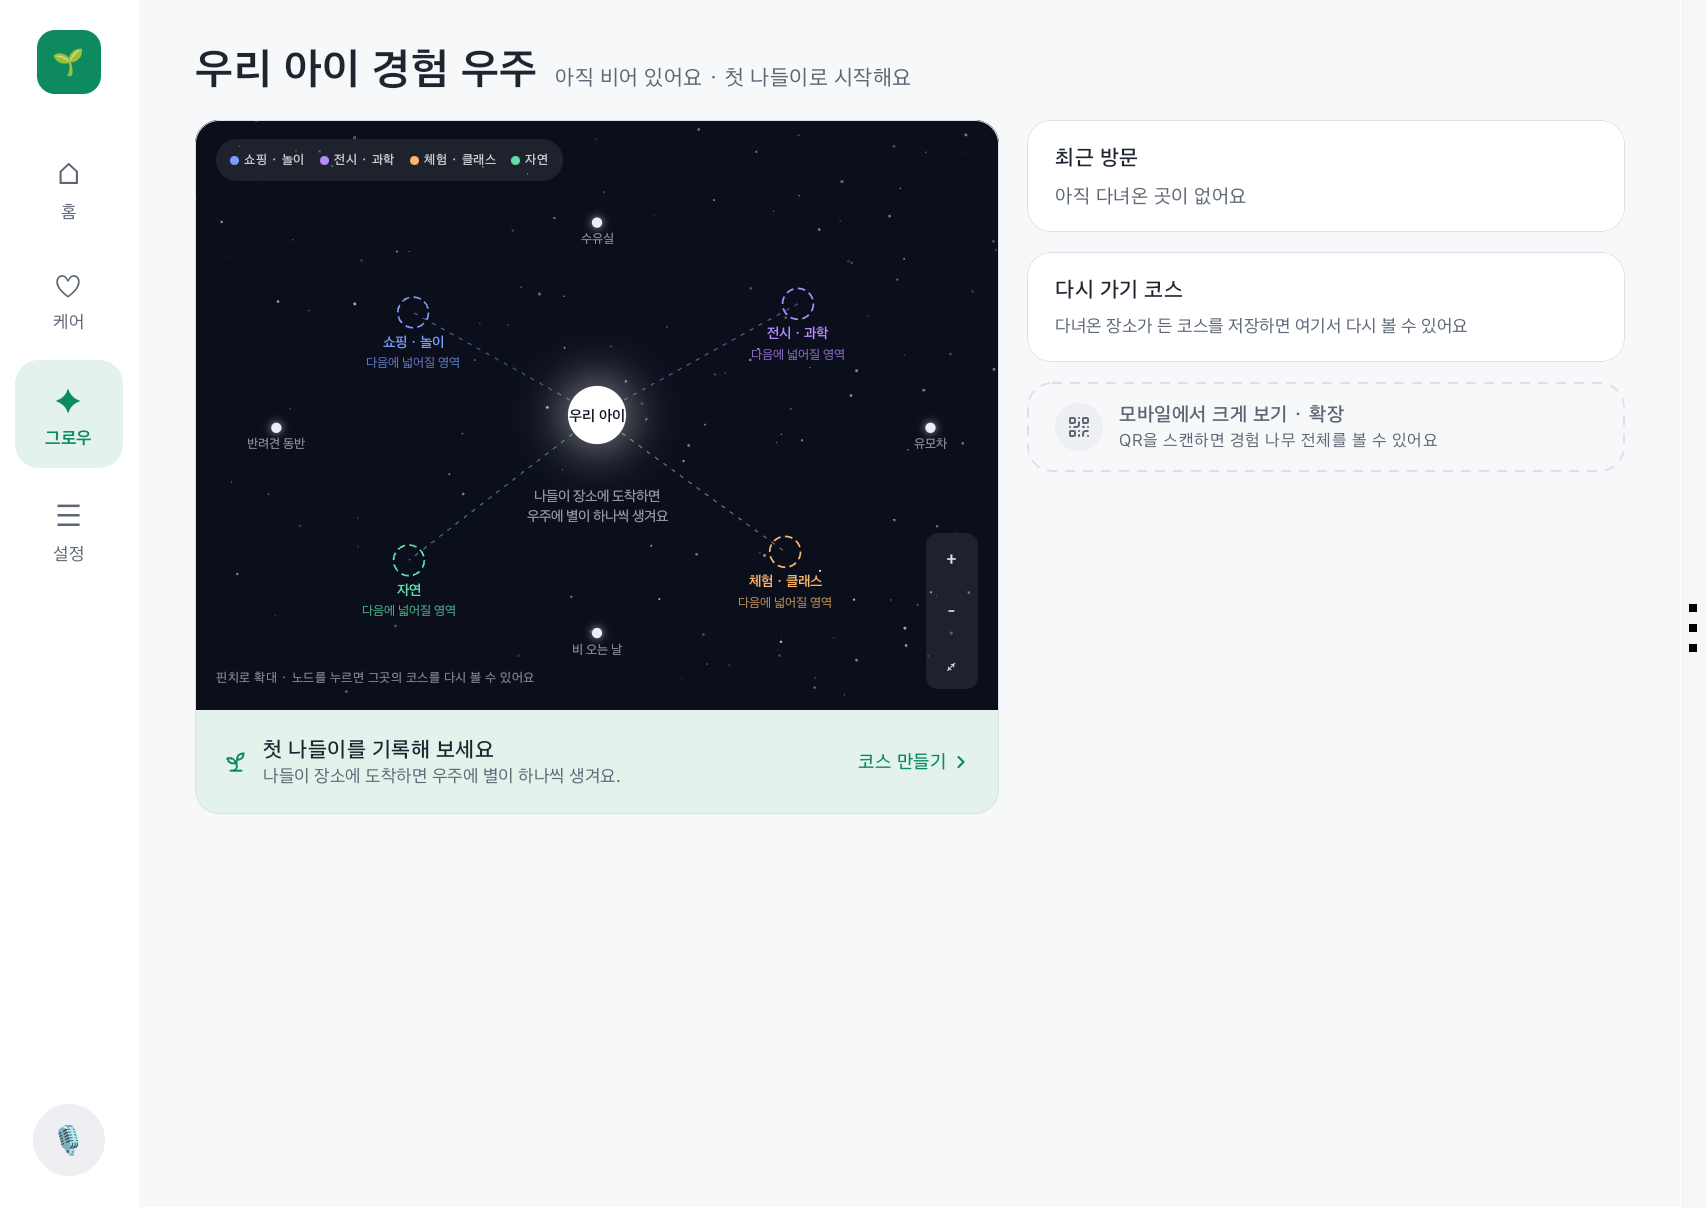 홈
케어
그로우
설정
우리 아이 경험 우주
아직 비어 있어요 · 첫 나들이로 시작해요
쇼핑 · 놀이
전시 · 과학
체험 · 클래스
자연
수유실
쇼핑 · 놀이
다음에 넓어질 영역
전시 · 과학
다음에 넓어질 영역
우리 아이
반려견 동반
유모차
나들이 장소에 도착하면
우주에 별이 하나씩 생겨요
자연
다음에 넓어질 영역
체험 · 클래스
다음에 넓어질 영역
비 오는 날
+
-
핀치로 확대 · 노드를 누르면 그곳의 코스를 다시 볼 수 있어요
첫 나들이를 기록해 보세요
나들이 장소에 도착하면 우주에 별이 하나씩 생겨요.
코스 만들기
최근 방문
아직 다녀온 곳이 없어요
다시 가기 코스
다녀온 장소가 든 코스를 저장하면 여기서 다시 볼 수 있어요
모바일에서 크게 보기 · 확장
QR을 스캔하면 경험 나무 전체를 볼 수 있어요